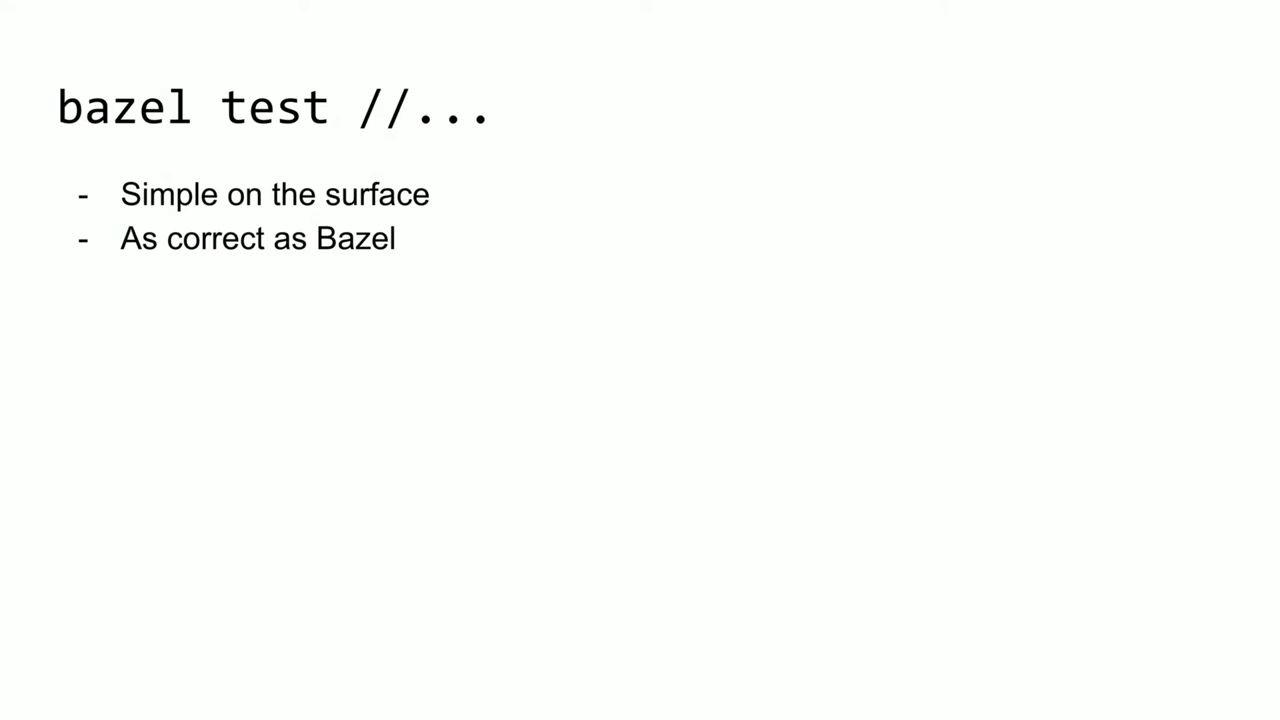 bazel test //...
- Simple on the surface
- As correct as Bazel